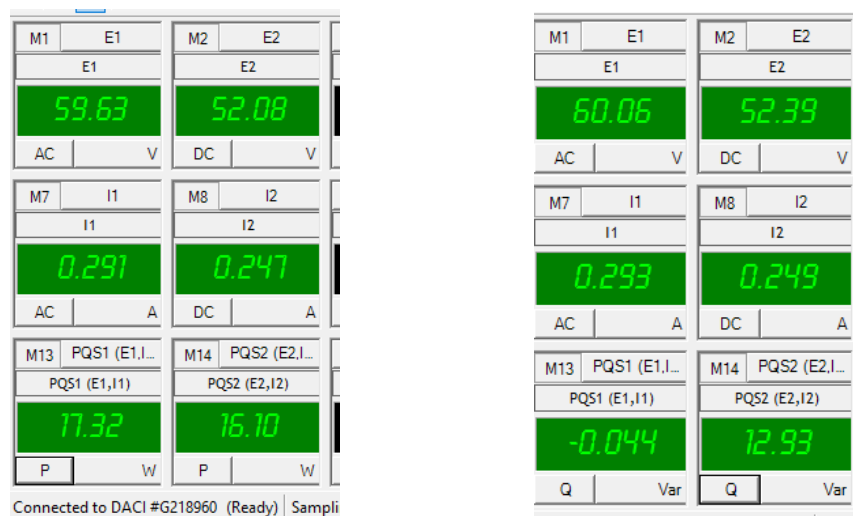 M1 E1 M2 E2
E1 E2
59.63 52.08
AC V DC V
M7 I1 M8 I2
I1 I2
0.291 0.247
AC A DC A
M13 PQS1 (E1,I... M14 PQS2 (E2,I...
PQS1 (E1,I1) PQS2 (E2,I2)
17.32 16.10
P W P W
Connected to DACI #G218960 (Ready) Sampli
M1 E1 M2 E2
E1 E2
60.06 52.39
AC V DC V
M7 I1 M8 I2
I1 I2
0.293 0.249
AC A DC A
M13 PQS1 (E1,I... M14 PQS2 (E2,I...
PQS1 (E1,I1) PQS2 (E2,I2)
-0.044 12.93
Q Var Q Var